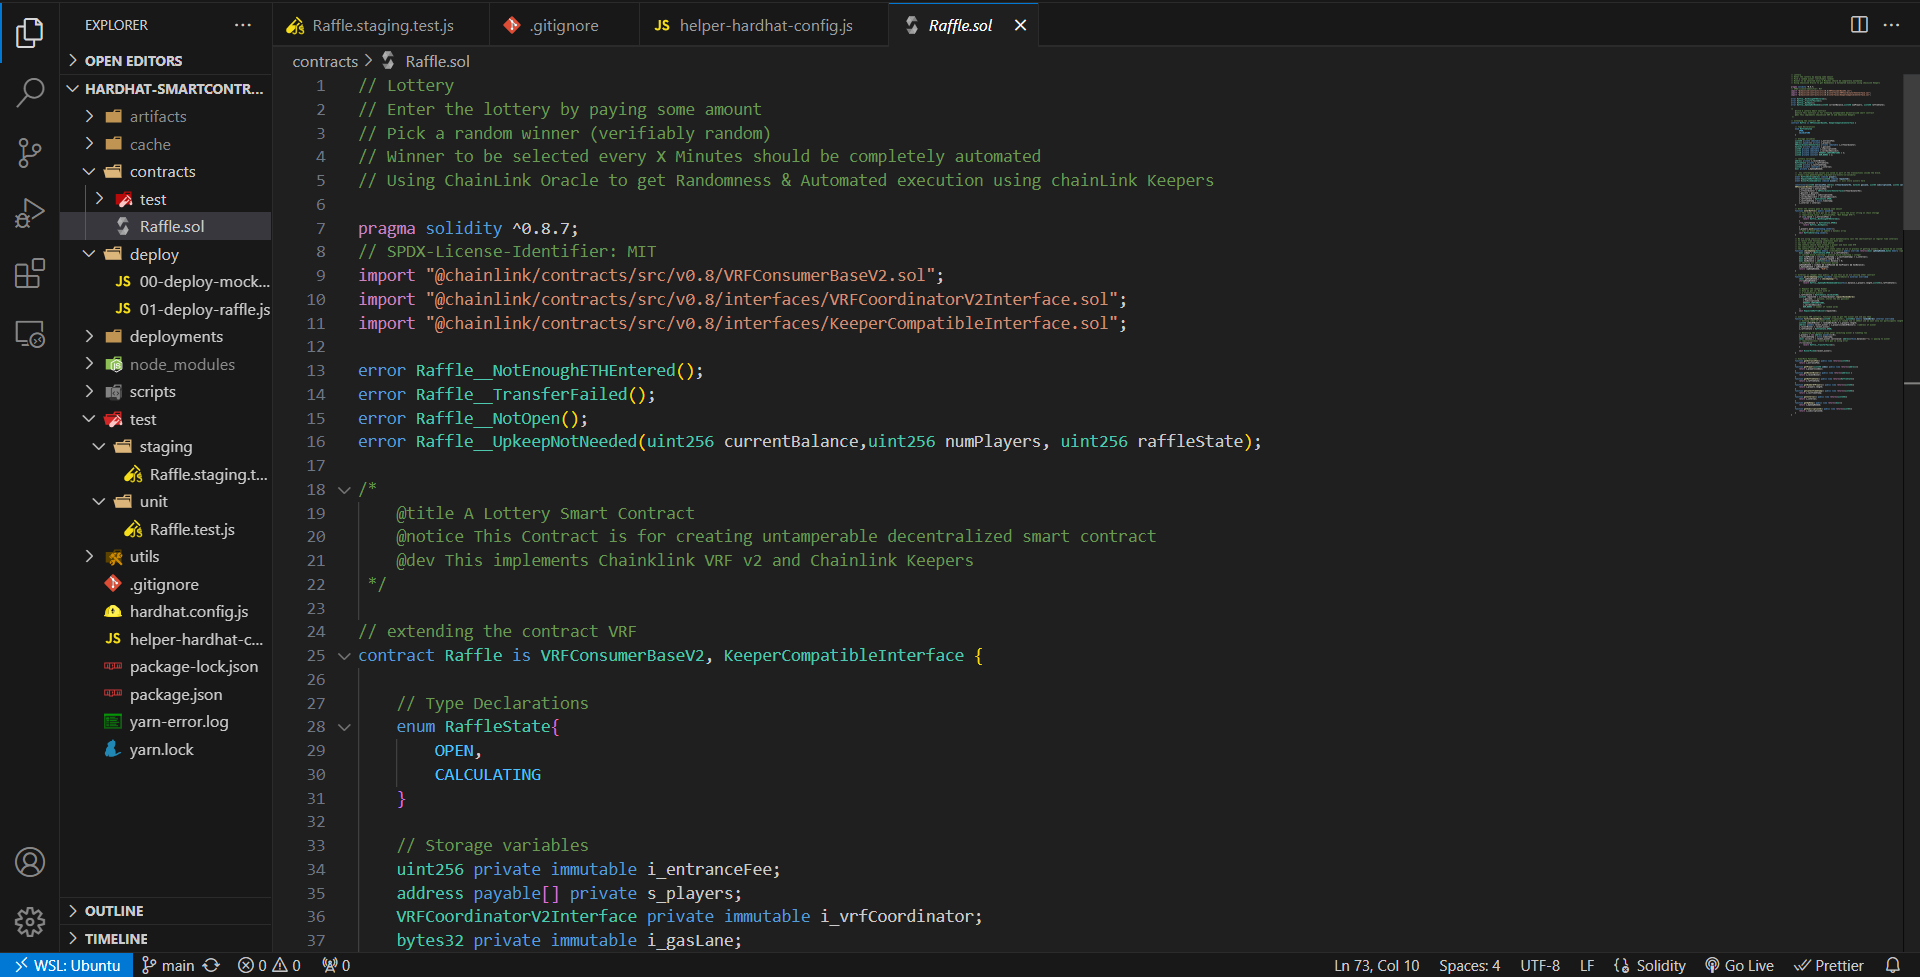 EXPLORER
OPEN EDITORS
HARDHAT-SMARTCONTR...
artifacts
cache
contracts
test
Raffle.sol
deploy
JS 00-deploy-mock...
JS 01-deploy-raffle.js
deployments
node_modules
scripts
test
staging
Raffle.staging.t...
unit
Raffle.test.js
utils
.gitignore
hardhat.config.js
JS helper-hardhat-c...
package-lock.json
package.json
yarn-error.log
yarn.lock
OUTLINE
TIMELINE
Raffle.staging.test.js .gitignore JS helper-hardhat-config.js Raffle.sol
contracts > Raffle.sol
1 // Lottery
2 // Enter the lottery by paying some amount
3 // Pick a random winner (verifiably random)
4 // Winner to be selected every X Minutes should be completely automated
5 // Using ChainLink Oracle to get Randomness & Automated execution using chainLink Keepers
6
7 pragma solidity ^0.8.7;
8 // SPDX-License-Identifier: MIT
9 import "@chainlink/contracts/src/v0.8/VRFConsumerBaseV2.sol";
10 import "@chainlink/contracts/src/v0.8/interfaces/VRFCoordinatorV2Interface.sol";
11 import "@chainlink/contracts/src/v0.8/interfaces/KeeperCompatibleInterface.sol";
12
13 error Raffle__NotEnoughETHEntered();
14 error Raffle__TransferFailed();
15 error Raffle__NotOpen();
16 error Raffle__UpkeepNotNeeded(uint256 currentBalance,uint256 numPlayers, uint256 raffleState);
17
18 /*
19 @title A Lottery Smart Contract
20 @notice This Contract is for creating untamperable decentralized smart contract
21 @dev This implements Chainklink VRF v2 and Chainlink Keepers
22 */
23
24 // extending the contract VRF
25 contract Raffle is VRFConsumerBaseV2, KeeperCompatibleInterface {
26
27 // Type Declarations
28 enum RaffleState{
29 OPEN,
30 CALCULATING
31 }
32
33 // Storage variables
34 uint256 private immutable i_entranceFee;
35 address payable[] private s_players;
36 VRFCoordinatorV2Interface private immutable i_vrfCoordinator;
37 bytes32 private immutable i_gasLane;
WSL: Ubuntu main 0 0 0 Ln 73, Col 10 Spaces: 4 UTF-8 LF Solidity Go Live Prettier